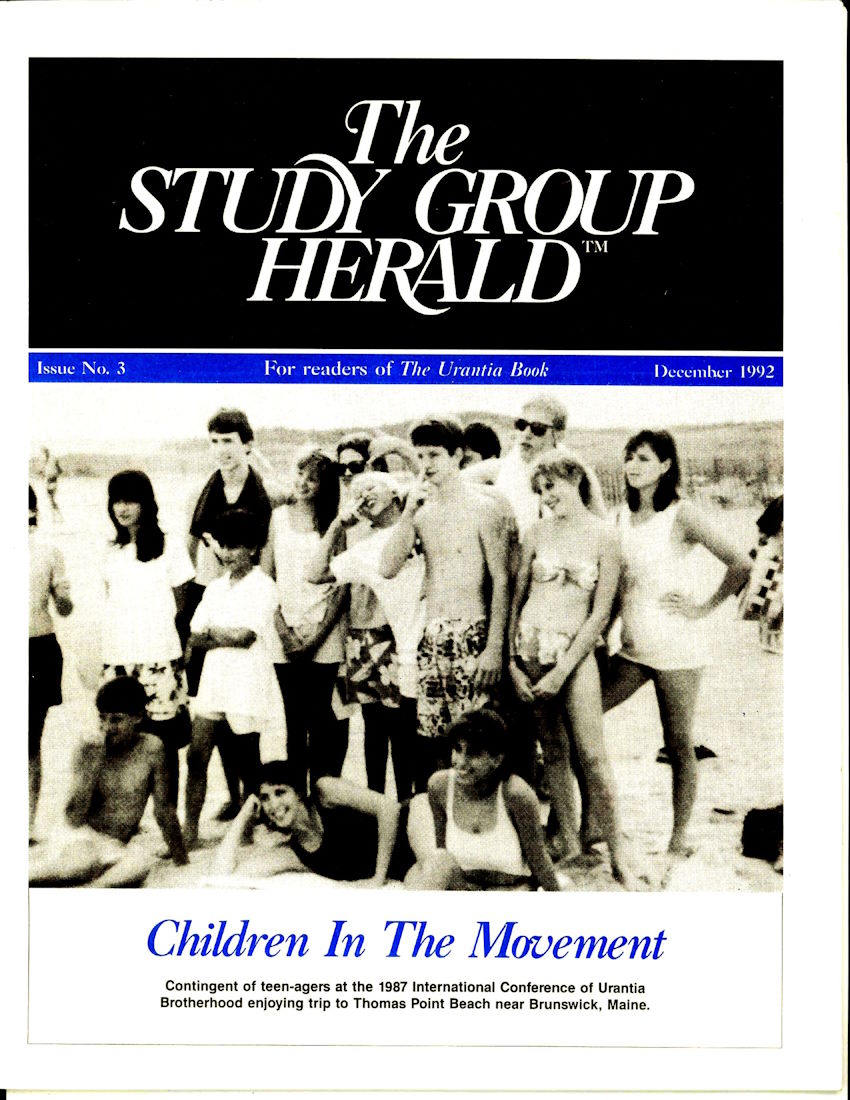 The
STUDY GROUP
HERALD™
Issue No. 3 For readers of The Urantia Book December 1992
Children In The Movement
Contingent of teen-agers at the 1987 International Conference of Urantia
Brotherhood enjoying trip to Thomas Point Beach near Brunswick, Maine.